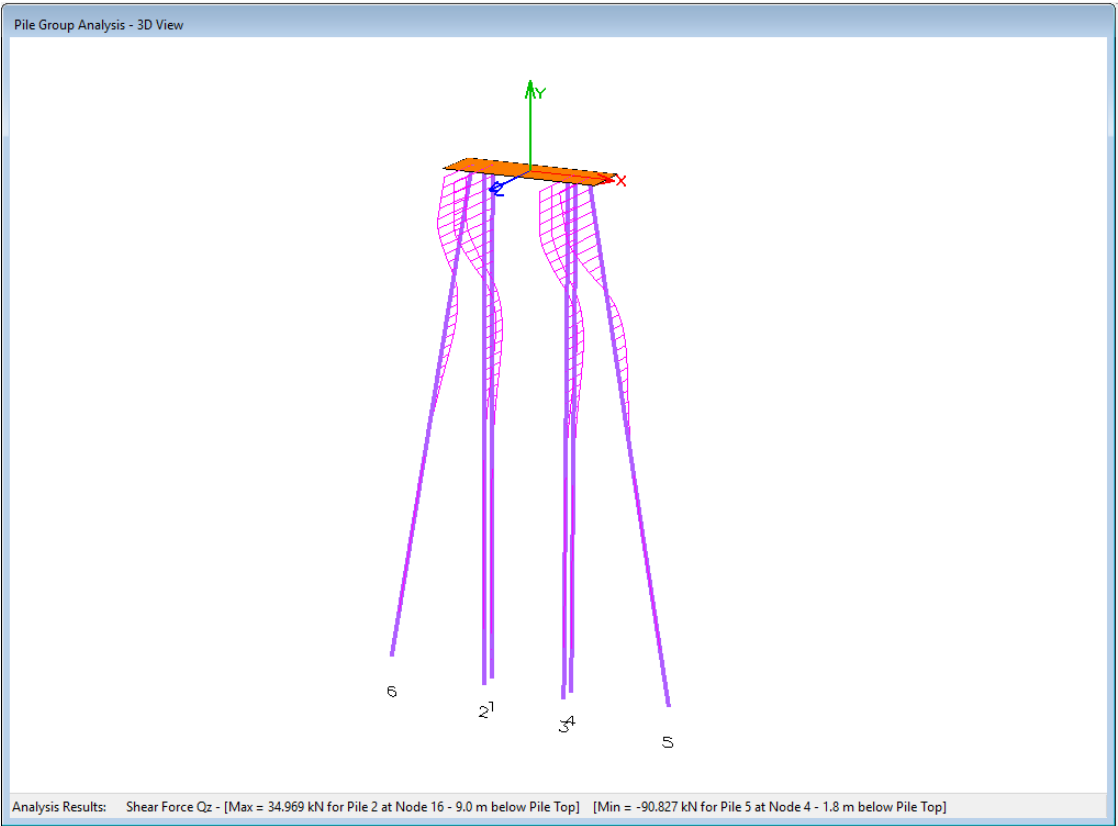 Pile Group Analysis - 3D View
Y
X
Z
6
2
1
3
4
5
Analysis Results: Shear Force Qz - [Max = 34.969 kN for Pile 2 at Node 16 - 9.0 m below Pile Top] [Min = -90.827 kN for Pile 5 at Node 4 - 1.8 m below Pile Top]